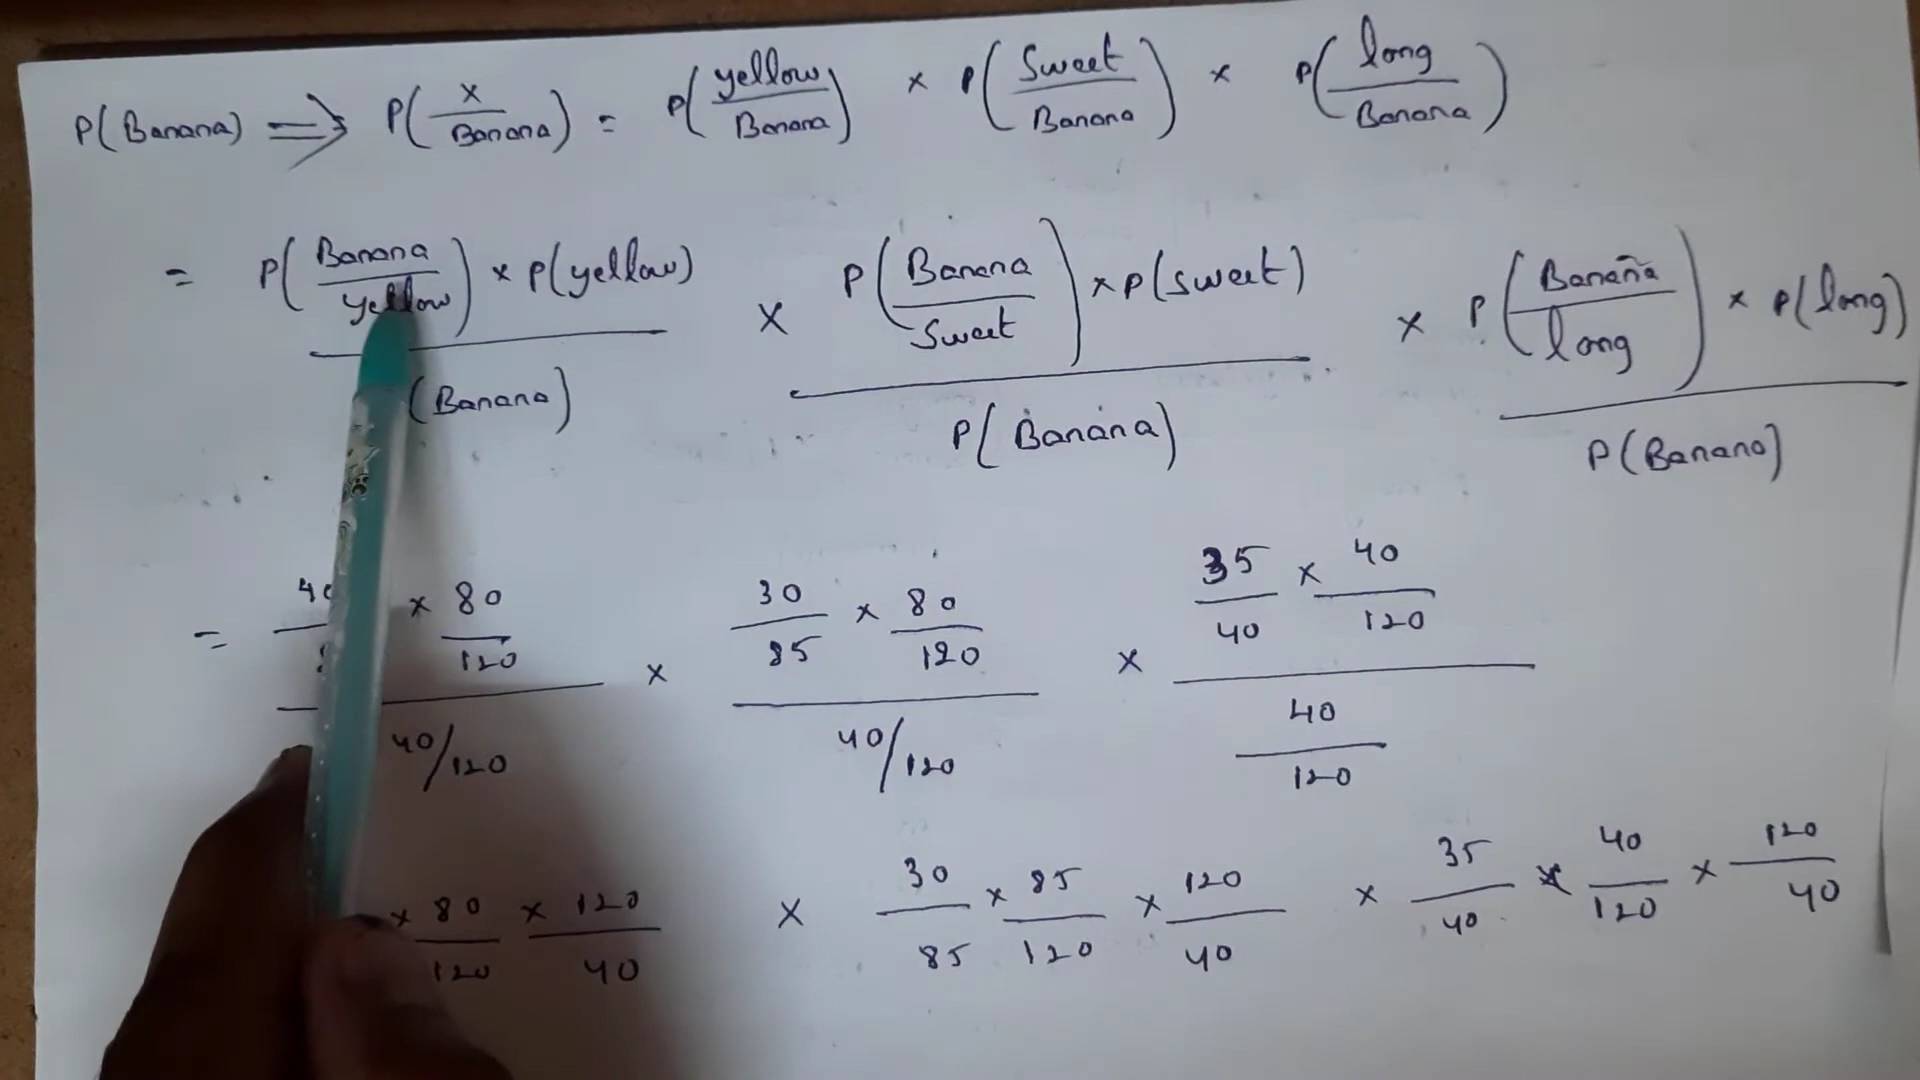 P(Banana) ⇒ P(X/Banana) = P(yellow/Banana) × P(Sweet/Banana) × P(long/Banana)
= P(Banana/yellow) × P(yellow) / (Banana) × P(Banana/Sweet) × P(sweet) / P(Banana) × P(Banana/long) × P(long) / P(Banana)
= × 80/120 / 40/120 × 30/85 × 80/120 / 40/120 × 35/40 × 40/120 / 40/120
× 80/120 × 120/40 × 30/85 × 85/120 × 120/40 × 35/40 × 40/120 × 120/40